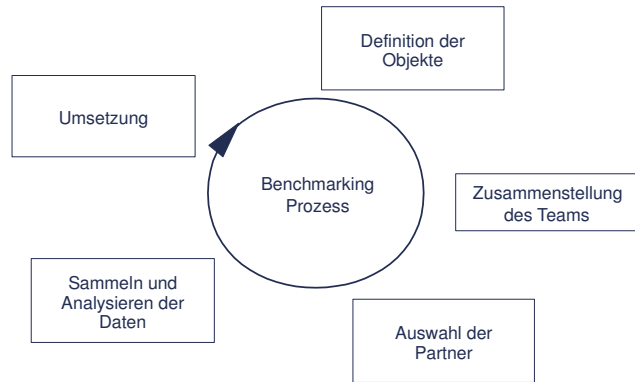 Definition der
Objekte
Umsetzung
Benchmarking
Prozess
Zusammenstellung
des Teams
Sammeln und
Analysieren der
Daten
Auswahl der
Partner